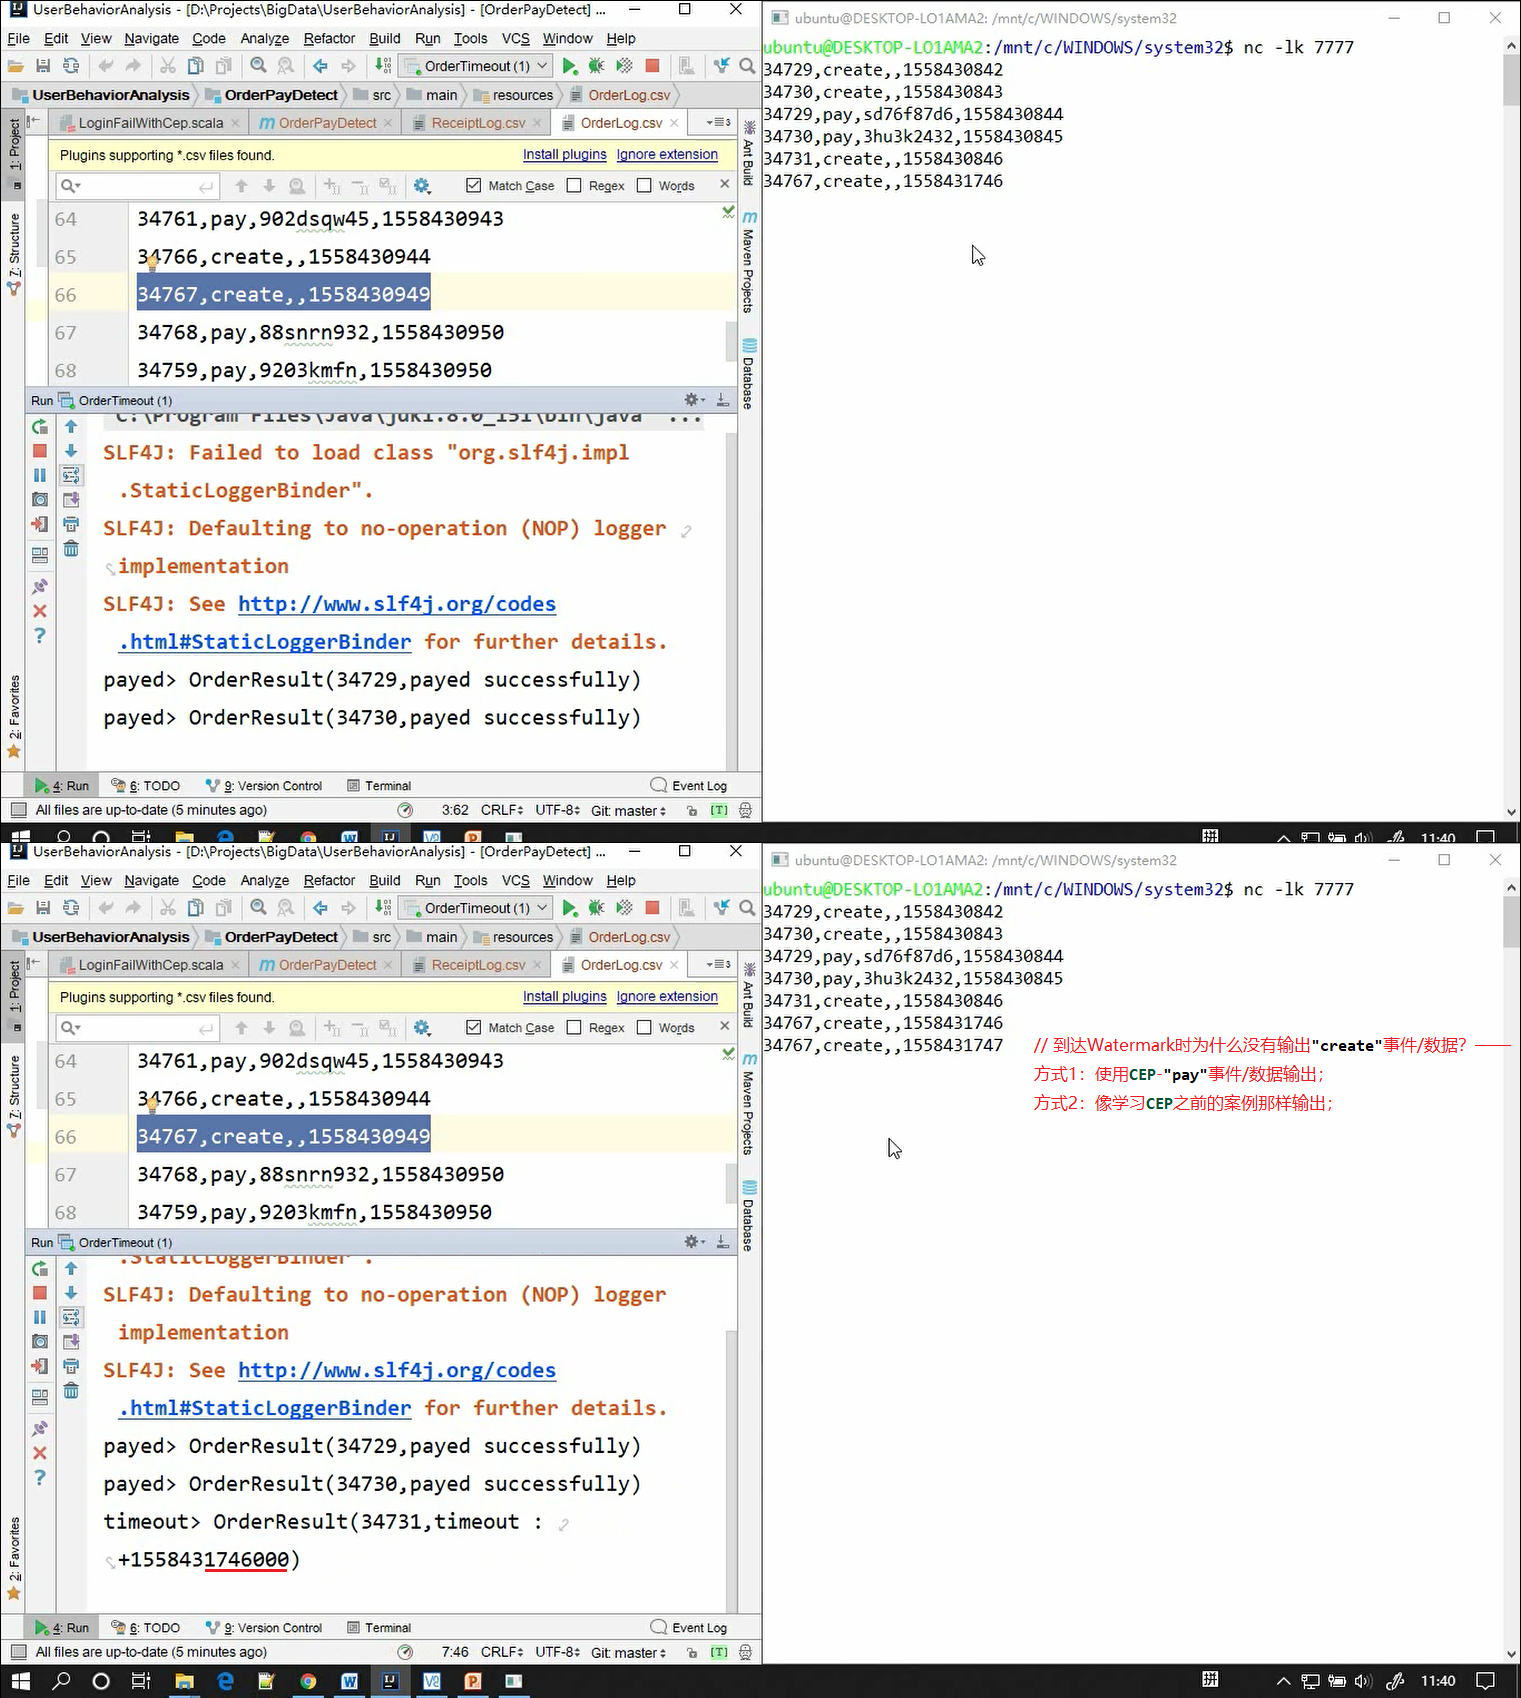 UserBehaviorAnalysis - [D:\Projects\BigData\UserBehaviorAnalysis] - [OrderPayDetect] ...
File Edit View Navigate Code Analyze Refactor Build Run Tools VCS Window Help
OrderTimeout (1)
UserBehaviorAnalysis OrderPayDetect src main resources OrderLog.csv
LoginFailWithCep.scala OrderPayDetect ReceiptLog.csv OrderLog.csv
Plugins supporting *.csv files found. Install plugins Ignore extension
Match Case Regex Words
64 34761,pay,902dsqw45,1558430943
65 34766,create,,1558430944
66 34767,create,,1558430949
67 34768,pay,88snrn932,1558430950
68 34759,pay,9203kmfn,1558430950
1: Project
7: Structure
2: Favorites
Ant Build
Maven Projects
Database
Run OrderTimeout (1)
C:\Program Files\Java\jdk1.8.0_151\bin\java ...
SLF4J: Failed to load class "org.slf4j.impl
.StaticLoggerBinder".
SLF4J: Defaulting to no-operation (NOP) logger
implementation
SLF4J: See http://www.slf4j.org/codes
.html#StaticLoggerBinder for further details.
payed> OrderResult(34729,payed successfully)
payed> OrderResult(34730,payed successfully)
4: Run 6: TODO 9: Version Control Terminal Event Log
All files are up-to-date (5 minutes ago) 3:62 CRLF UTF-8 Git: master [T]
ubuntu@DESKTOP-LO1AMA2: /mnt/c/WINDOWS/system32
ubuntu@DESKTOP-LO1AMA2:/mnt/c/WINDOWS/system32$ nc -lk 7777
34729,create,,1558430842
34730,create,,1558430843
34729,pay,sd76f87d6,1558430844
34730,pay,3hu3k2432,1558430845
34731,create,,1558430846
34767,create,,1558431746
拼 11:40
UserBehaviorAnalysis - [D:\Projects\BigData\UserBehaviorAnalysis] - [OrderPayDetect] ...
File Edit View Navigate Code Analyze Refactor Build Run Tools VCS Window Help
OrderTimeout (1)
UserBehaviorAnalysis OrderPayDetect src main resources OrderLog.csv
LoginFailWithCep.scala OrderPayDetect ReceiptLog.csv OrderLog.csv
Plugins supporting *.csv files found. Install plugins Ignore extension
Match Case Regex Words
64 34761,pay,902dsqw45,1558430943
65 34766,create,,1558430944
66 34767,create,,1558430949
67 34768,pay,88snrn932,1558430950
68 34759,pay,9203kmfn,1558430950
1: Project
7: Structure
2: Favorites
Ant Build
Maven Projects
Database
Run OrderTimeout (1)
.StaticLoggerBinder".
SLF4J: Defaulting to no-operation (NOP) logger
implementation
SLF4J: See http://www.slf4j.org/codes
.html#StaticLoggerBinder for further details.
payed> OrderResult(34729,payed successfully)
payed> OrderResult(34730,payed successfully)
timeout> OrderResult(34731,timeout :
+1558431746000)
4: Run 6: TODO 9: Version Control Terminal Event Log
All files are up-to-date (5 minutes ago) 7:46 CRLF UTF-8 Git: master [T]
ubuntu@DESKTOP-LO1AMA2: /mnt/c/WINDOWS/system32
ubuntu@DESKTOP-LO1AMA2:/mnt/c/WINDOWS/system32$ nc -lk 7777
34729,create,,1558430842
34730,create,,1558430843
34729,pay,sd76f87d6,1558430844
34730,pay,3hu3k2432,1558430845
34731,create,,1558430846
34767,create,,1558431746
34767,create,,1558431747 // 到达Watermark时为什么没有输出"create"事件/数据？——
方式1：使用CEP-"pay"事件/数据输出；
方式2：像学习CEP之前的案例那样输出；
拼 11:40